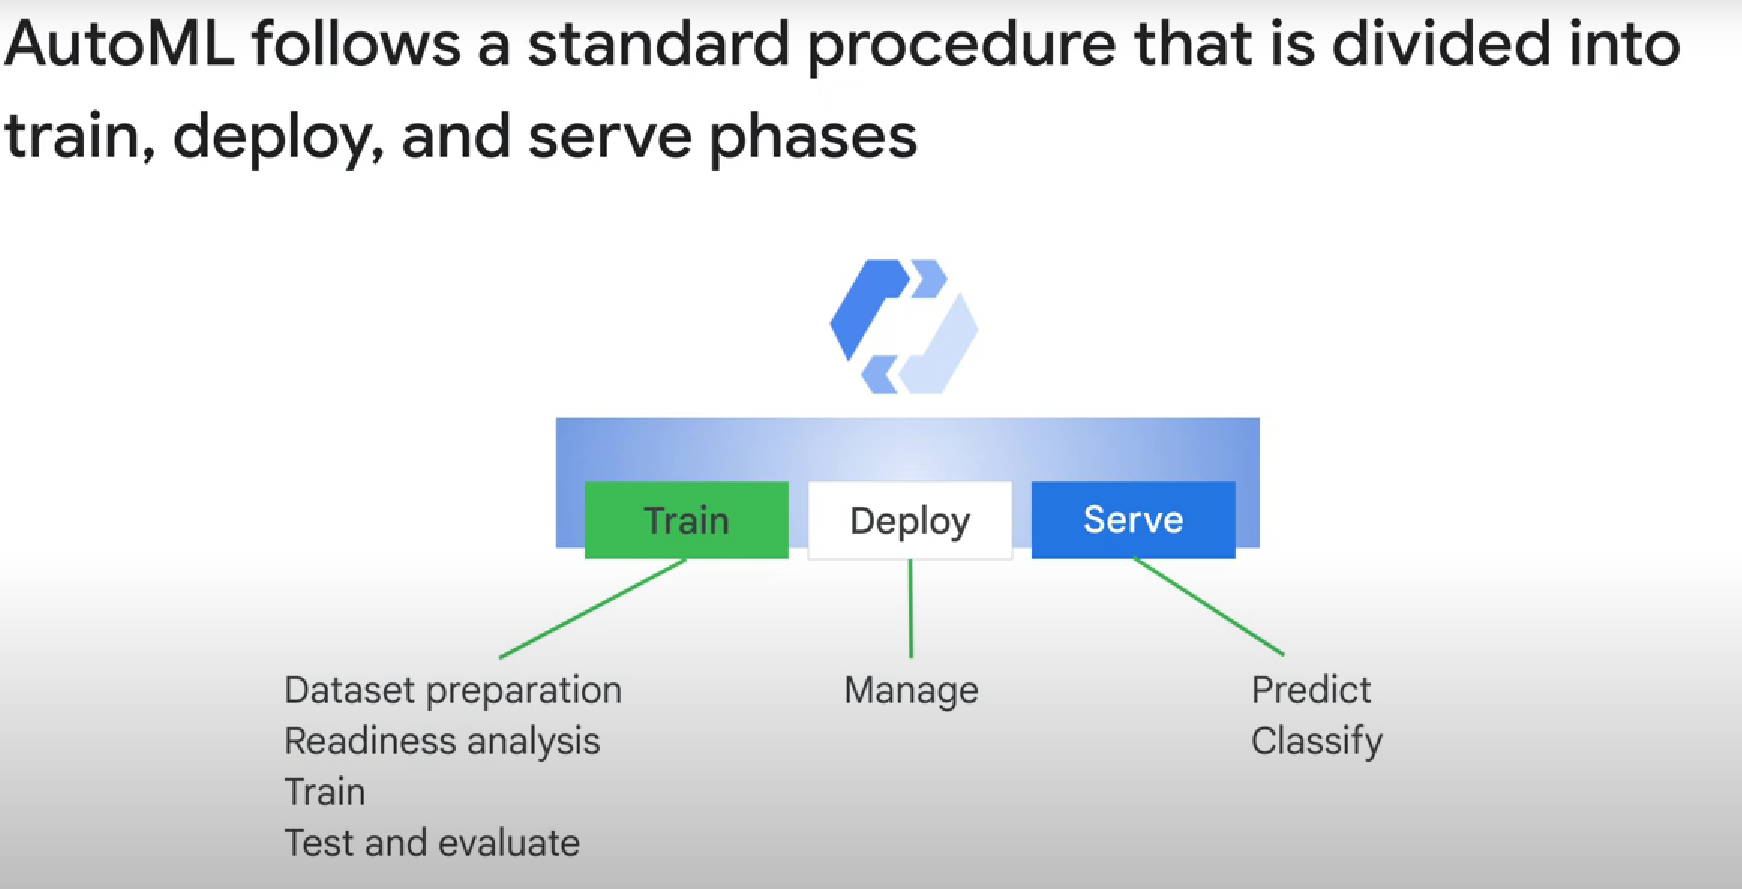 AutoML follows a standard procedure that is divided into
train, deploy, and serve phases
Train
Deploy
Serve
Dataset preparation
Readiness analysis
Train
Test and evaluate
Manage
Predict
Classify